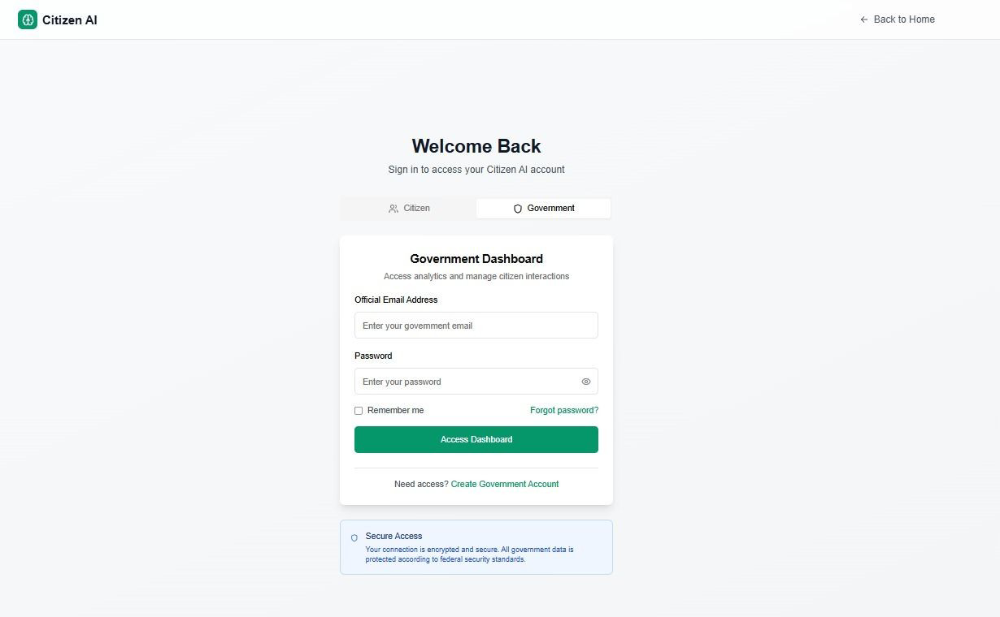 Citizen AI
Back to Home
Welcome Back
Sign in to access your Citizen AI account
Citizen
Government
Government Dashboard
Access analytics and manage citizen interactions
Official Email Address
Enter your government email
Password
Enter your password
Remember me
Forgot password?
Access Dashboard
Need access? Create Government Account
Secure Access
Your connection is encrypted and secure. All government data is
protected according to federal security standards.